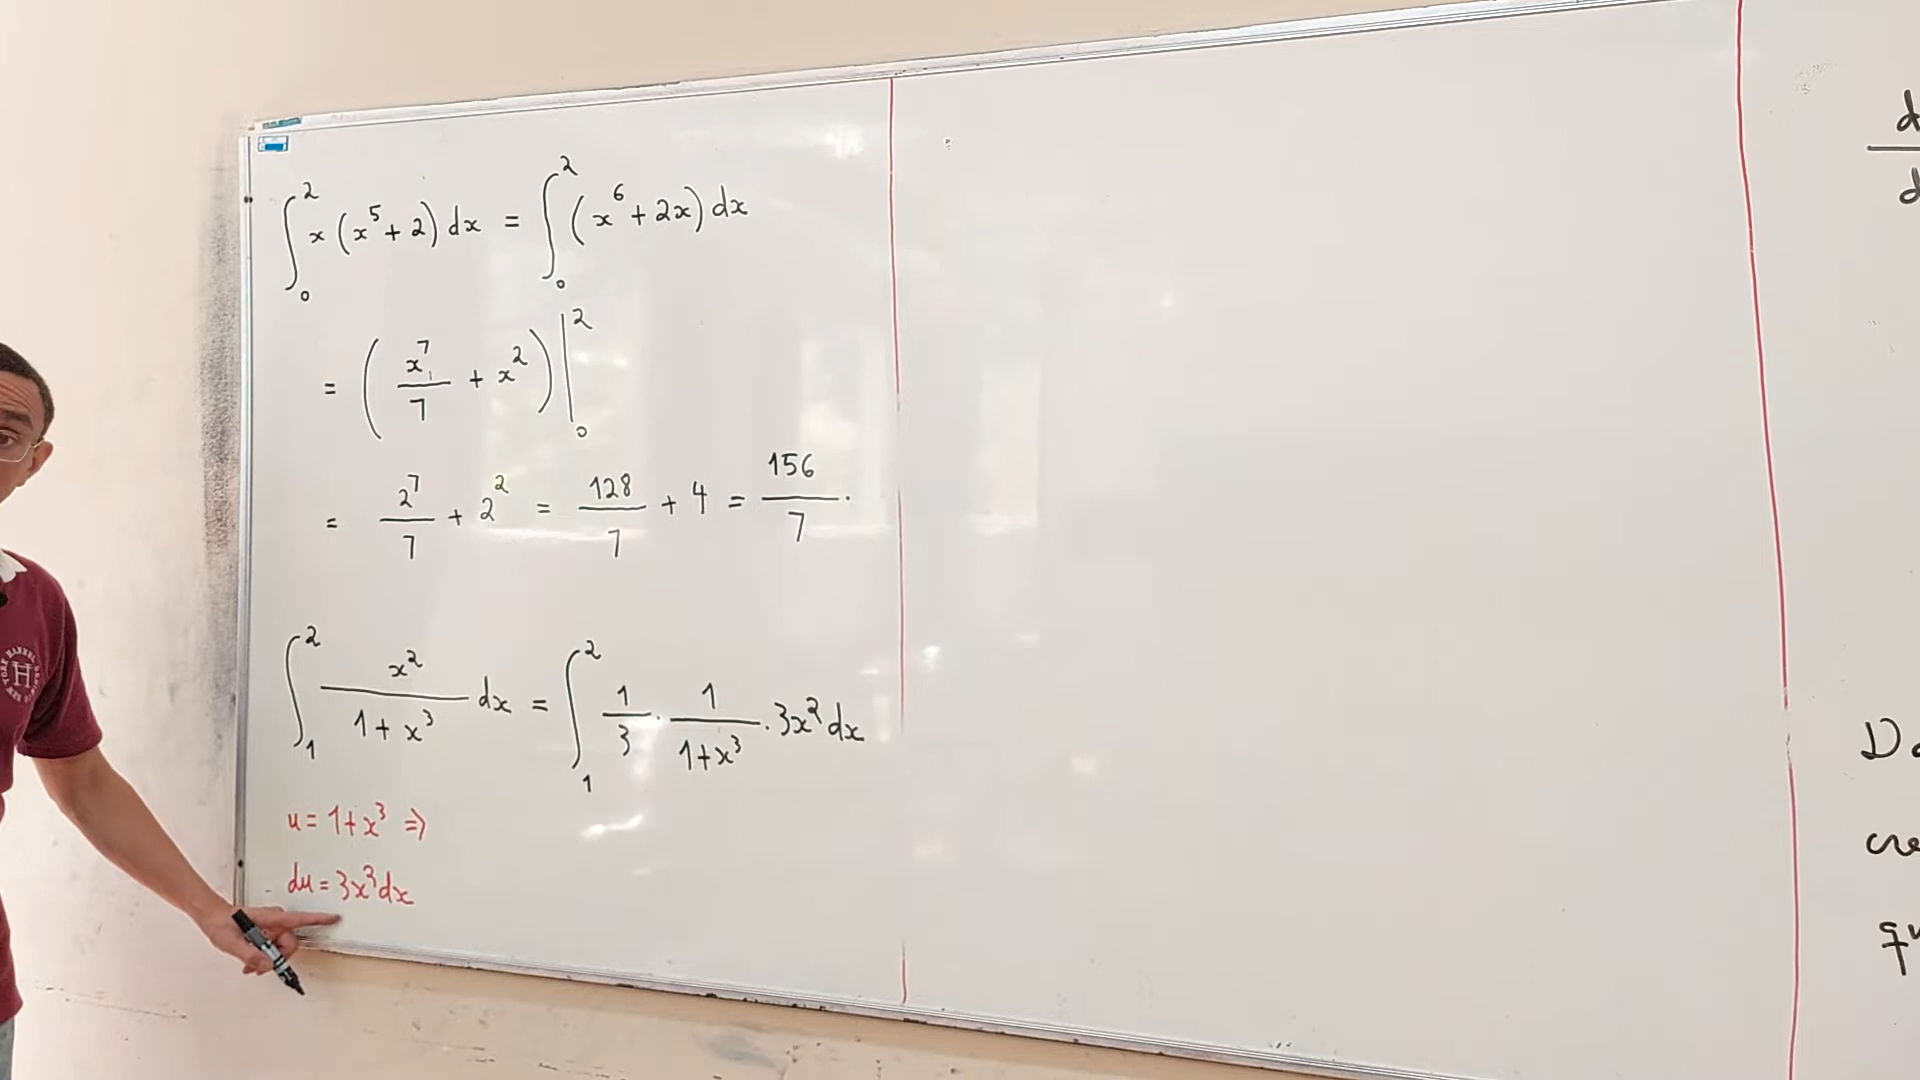 ∫₀² x(x⁵+2)dx = ∫₀² (x⁶+2x)dx
= (x⁷/7 + x²)|₀²
= 2⁷/7 + 2² = 128/7 + 4 = 156/7.
∫₁² x²/(1+x³) dx = ∫₁² 1/3 · 1/(1+x³) · 3x²dx
u = 1+x³ ⇒
du = 3x²dx
H